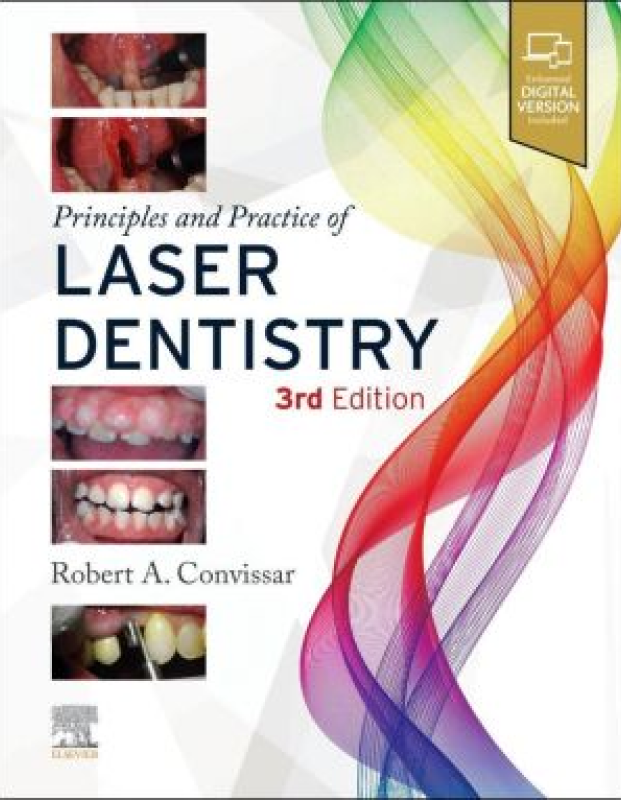 Enhanced
DIGITAL
VERSION
Included!
Principles and Practice of
LASER
DENTISTRY
3rd Edition
Robert A. Convissar
ELSEVIER